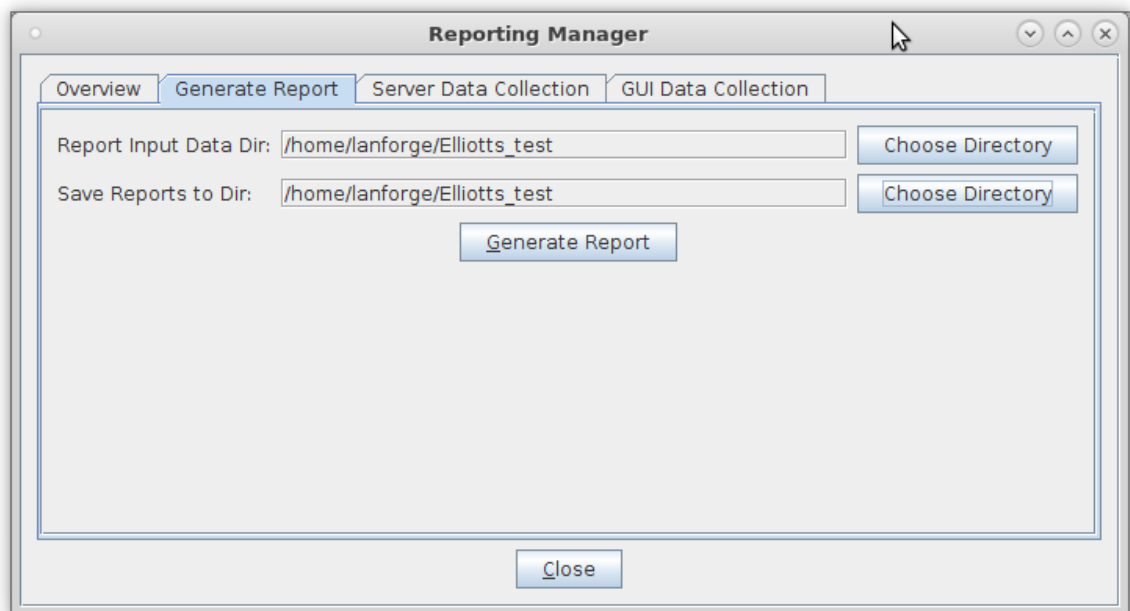 Reporting Manager
Overview Generate Report Server Data Collection GUI Data Collection
Report Input Data Dir: /home/lanforge/Elliotts_test Choose Directory
Save Reports to Dir: /home/lanforge/Elliotts_test Choose Directory
Generate Report
Close